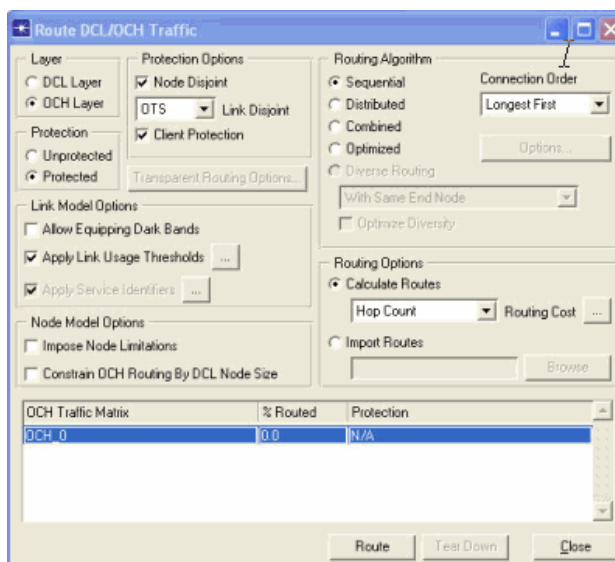 Route DCL/OCH Traffic
Layer
DCL Layer
OCH Layer
Protection Options
Node Disjoint
OTS
Link Disjoint
Client Protection
Protection
Unprotected
Protected
Transparent Routing Options...
Link Model Options
Allow Equipping Dark Bands
Apply Link Usage Thresholds ...
Apply Service Identifiers ...
Node Model Options
Impose Node Limitations
Constrain OCH Routing By DCL Node Size
Routing Algorithm
Sequential
Distributed
Combined
Optimized
Connection Order
Longest First
Options...
Diverse Routing
With Same End Node
Optimize Diversity
Routing Options
Calculate Routes
Hop Count
Routing Cost ...
Import Routes
Browse
OCH Traffic Matrix % Routed Protection
OCH_0 0.0 N/A
Route Tear Down Close